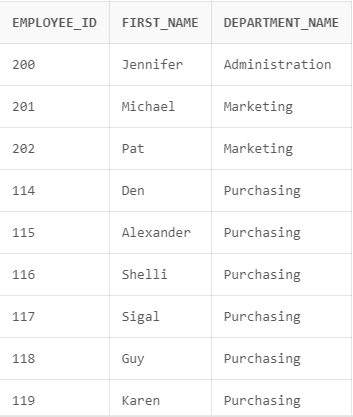 EMPLOYEE_ID FIRST_NAME DEPARTMENT_NAME
200 Jennifer Administration
201 Michael Marketing
202 Pat Marketing
114 Den Purchasing
115 Alexander Purchasing
116 Shelli Purchasing
117 Sigal Purchasing
118 Guy Purchasing
119 Karen Purchasing